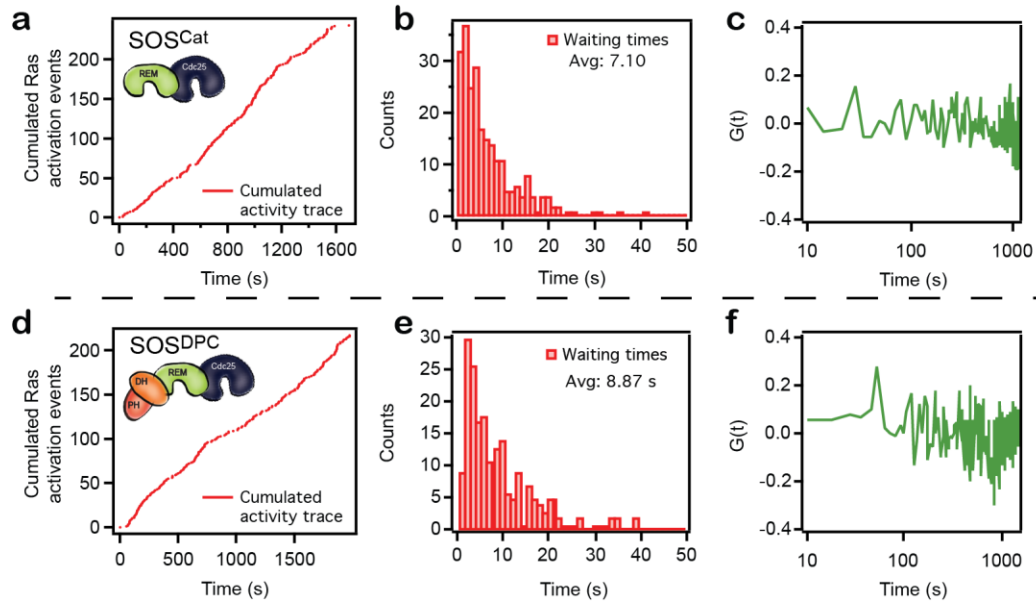 a
SOSCat
REM
Cdc25
Cumulated Ras
activation events
200
150
100
50
0
Cumulated
activity trace
0
400
800
1200
1600
Time (s)
b
Waiting times
Avg: 7.10
Counts
30
20
10
0
0
10
20
30
40
50
Time (s)
c
G(t)
0.4
0.2
0.0
-0.2
-0.4
10
100
1000
Time (s)
d
SOSDPC
DH
PH
REM
Cdc25
Cumulated Ras
activation events
200
150
100
50
0
Cumulated
activity trace
0
500
1000
1500
Time (s)
e
Waiting times
Avg: 8.87 s
Counts
30
25
20
15
10
5
0
0
10
20
30
40
50
Time (s)
f
G(t)
0.4
0.2
0.0
-0.2
-0.4
10
100
1000
Time (s)